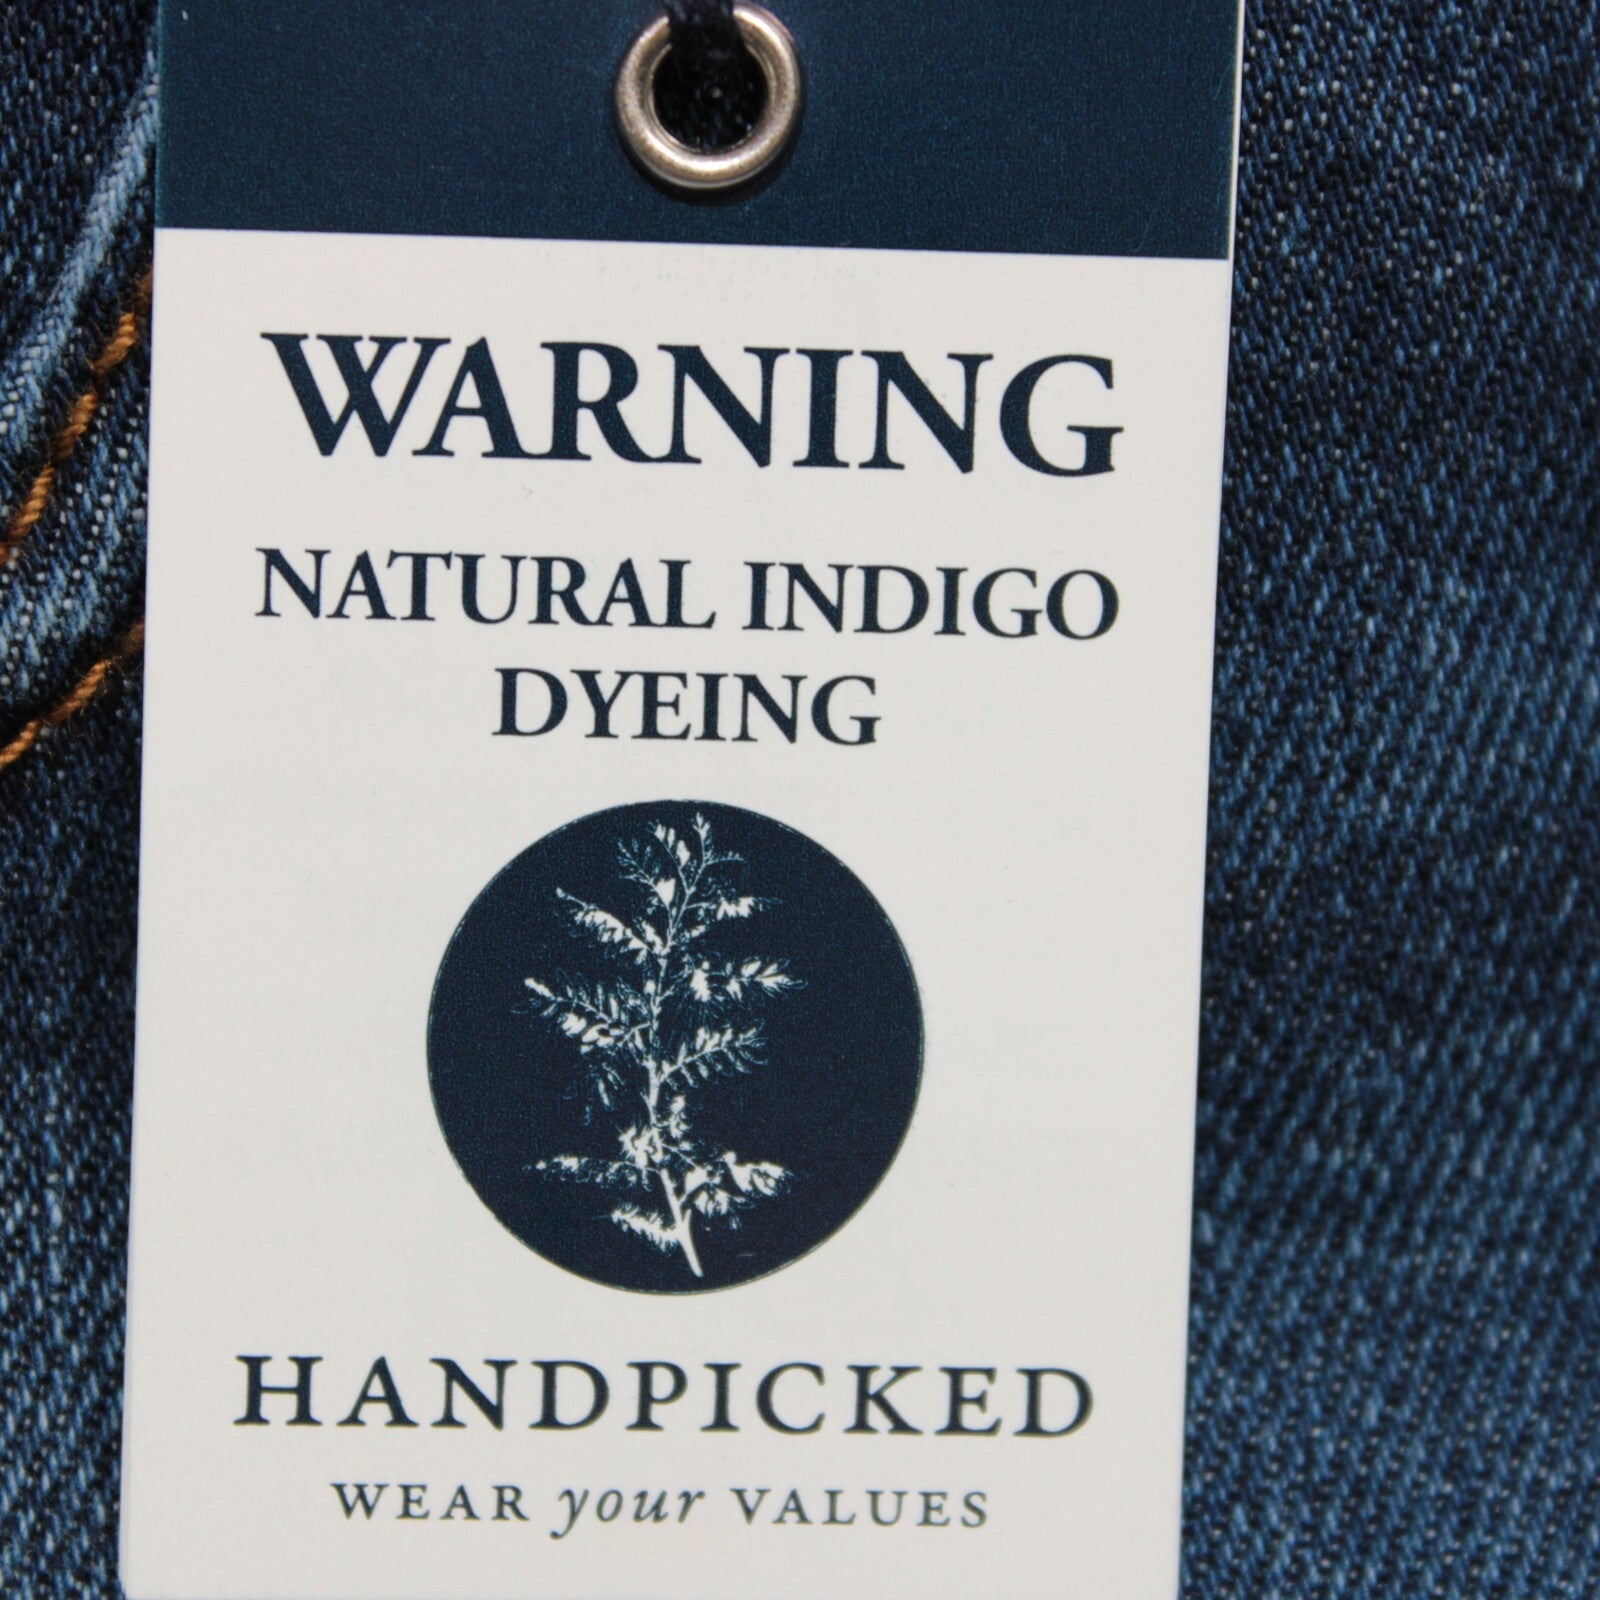 WARNING
NATURAL INDIGO
DYEING
HANDPICKED
WEAR your VALUES